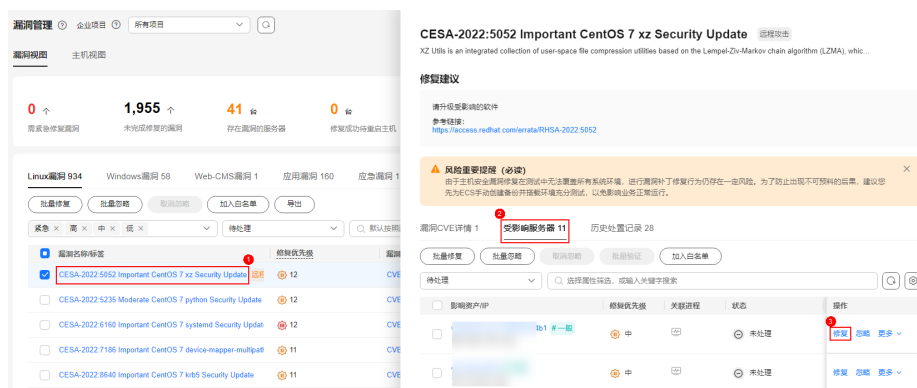 漏洞管理 企业项目 所有项目
漏洞视图 主机视图
0 个
需紧急修复漏洞
1,955 个
未完成修复的漏洞
41 台
存在漏洞的服务器
0 台
修复成功待重启主机
Linux漏洞 934 Windows漏洞 58 Web-CMS漏洞 1 应用漏洞 160 应急漏洞 1
批量修复 批量忽略 取消忽略 加入白名单 导出
紧急 × 高 × 中 × 低 × 待处理 默认按照
漏洞名称/标签 修复优先级 漏洞
1
CESA-2022:5052 Important CentOS 7 xz Security Update 远程 12 CVE
CESA-2022:5235 Moderate CentOS 7 python Security Update 12 CVE
CESA-2022:6160 Important CentOS 7 systemd Security Updat 12 CVE
CESA-2022:7186 Important CentOS 7 device-mapper-multipatl 11 CVE
CESA-2022:8640 Important CentOS 7 krb5 Security Update 11 CVE
CESA-2022:5052 Important CentOS 7 xz Security Update 远程攻击
XZ Utils is an integrated collection of user-space file compression utilities based on the Lempel-Ziv-Markov chain algorithm (LZMA), whic...
修复建议
请升级受影响的软件
参考链接:
https://access.redhat.com/errata/RHSA-2022:5052
风险重要提醒（必读）
由于主机安全漏洞修复在测试中无法覆盖所有系统环境，进行漏洞补丁修复行为仍存在一定风险。为了防止出现不可预料的后果，建议您
先为ECS手动创建备份并搭载环境充分测试，以免影响业务正常运行。
2
漏洞CVE详情 1 受影响服务器 11 历史处置记录 28
批量修复 批量忽略 取消忽略 批量验证 加入白名单
待处理 选择属性筛选，或输入关键字搜索
影响资产/IP 修复优先级 关联进程 状态 操作
3
4b1 # 一般 中 未处理 修复 忽略 更多
中 未处理 修复 忽略 更多